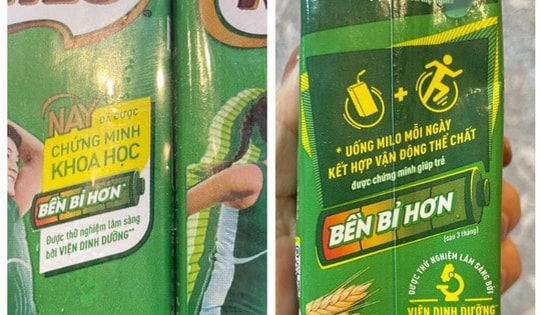 NAY ĐÃ ĐƯỢC
CHỨNG MINH
KHOA HỌC
BỀN BỈ HƠN*
Được thử nghiệm lâm sàng
bởi VIỆN DINH DƯỠNG**
+
* UỐNG MILO MỖI NGÀY
KẾT HỢP VẬN ĐỘNG THỂ CHẤT
được chứng minh giúp trẻ
BỀN BỈ HƠN
(sau 3 tháng)
ĐƯỢC THỬ NGHIỆM LÂM SÀNG BỞI
VIỆN DINH DƯỠNG**